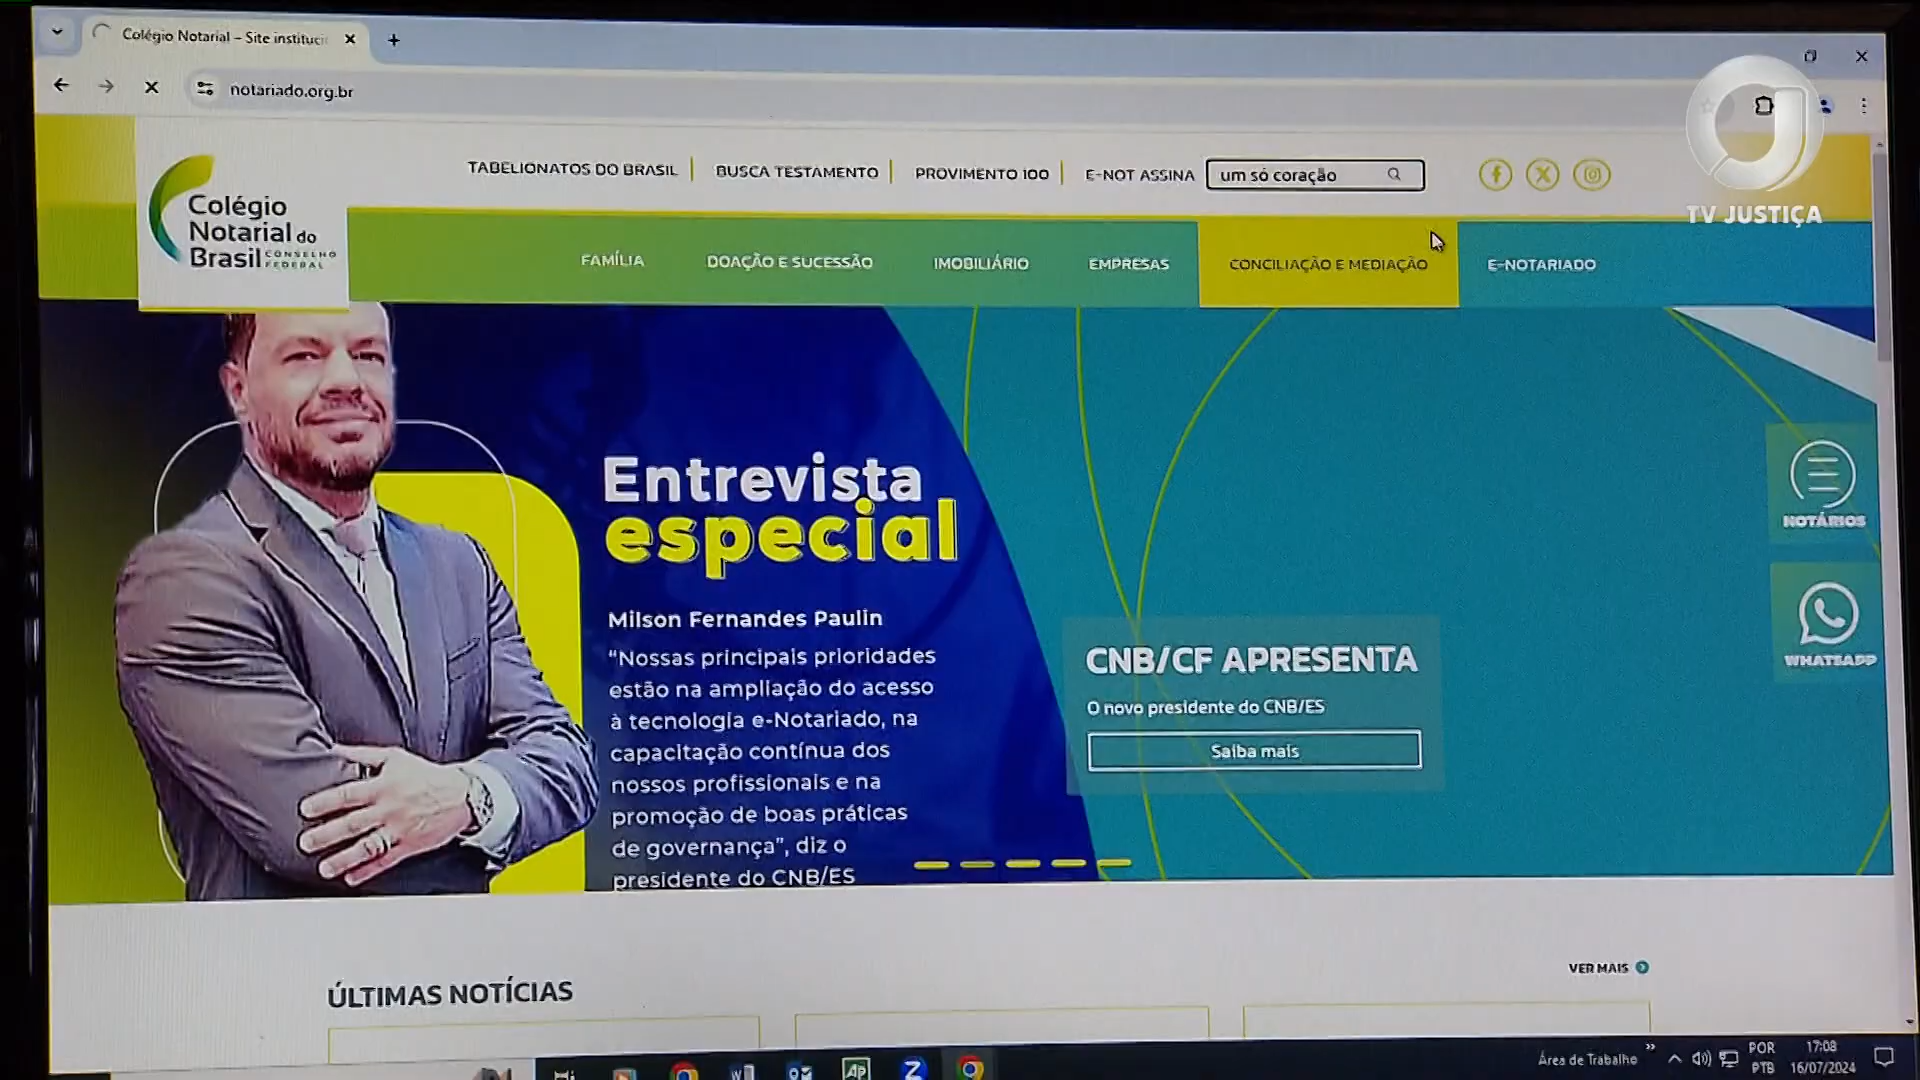 Colégio Notarial – Site instituci
notariado.org.br
TV JUSTIÇA
TABELIONATOS DO BRASIL
BUSCA TESTAMENTO
PROVIMENTO 100
E-NOT ASSINA
um só coração
Colégio
Notarial do
Brasil CONSELHO
FEDERAL
FAMÍLIA
DOAÇÃO E SUCESSÃO
IMOBILIÁRIO
EMPRESAS
CONCILIAÇÃO E MEDIAÇÃO
E-NOTARIADO
Entrevista
especial
Milson Fernandes Paulin
“Nossas principais prioridades
estão na ampliação do acesso
à tecnologia e-Notariado, na
capacitação contínua dos
nossos profissionais e na
promoção de boas práticas
de governança”, diz o
presidente do CNB/ES
CNB/CF APRESENTA
O novo presidente do CNB/ES
Saiba mais
NOTÁRIOS
WHATSAPP
VER MAIS
ÚLTIMAS NOTÍCIAS
Área de Trabalho
POR
PTB
17:08
16/07/2024